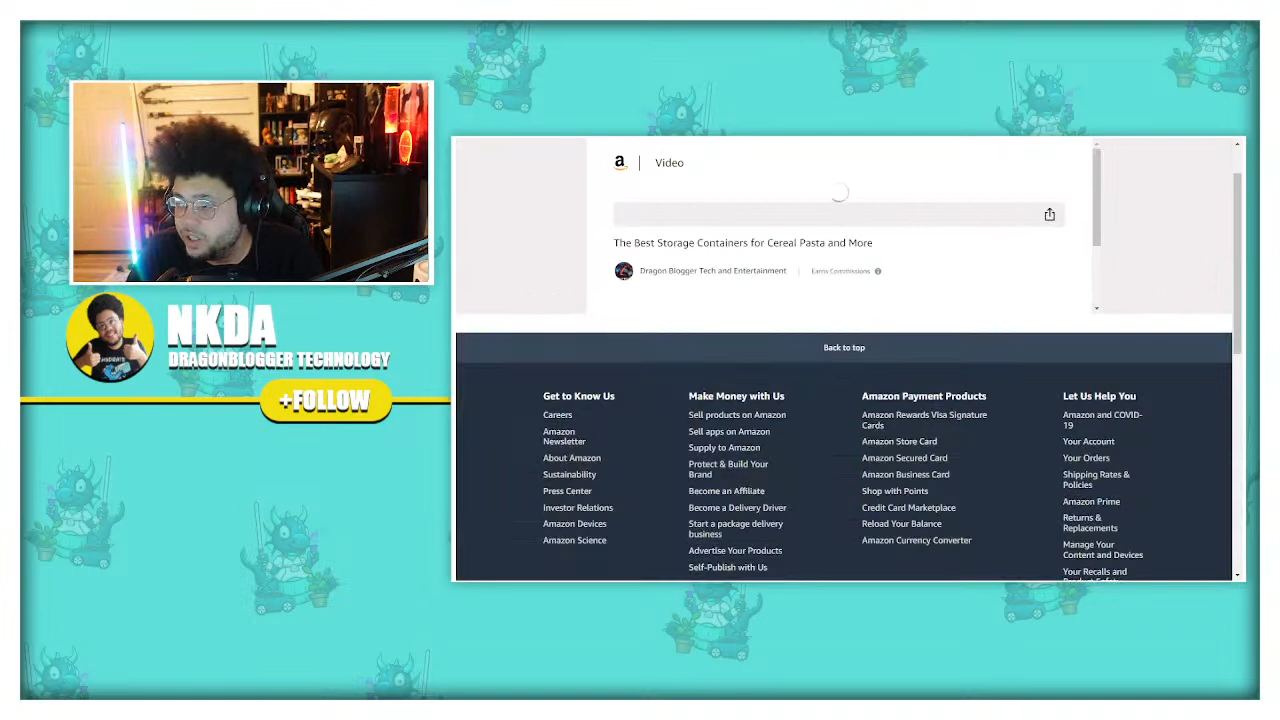 NKDA
DRAGONBLOGGER TECHNOLOGY
+FOLLOW
a | Video
The Best Storage Containers for Cereal Pasta and More
Dragon Blogger Tech and Entertainment | Earns Commissions
Back to top
Get to Know Us
Careers
Amazon
Newsletter
About Amazon
Sustainability
Press Center
Investor Relations
Amazon Devices
Amazon Science
Make Money with Us
Sell products on Amazon
Sell apps on Amazon
Supply to Amazon
Protect & Build Your
Brand
Become an Affiliate
Become a Delivery Driver
Start a package delivery
business
Advertise Your Products
Self-Publish with Us
Amazon Payment Products
Amazon Rewards Visa Signature
Cards
Amazon Store Card
Amazon Secured Card
Amazon Business Card
Shop with Points
Credit Card Marketplace
Reload Your Balance
Amazon Currency Converter
Let Us Help You
Amazon and COVID-
19
Your Account
Your Orders
Shipping Rates &
Policies
Amazon Prime
Returns &
Replacements
Manage Your
Content and Devices
Your Recalls and
Product Safety